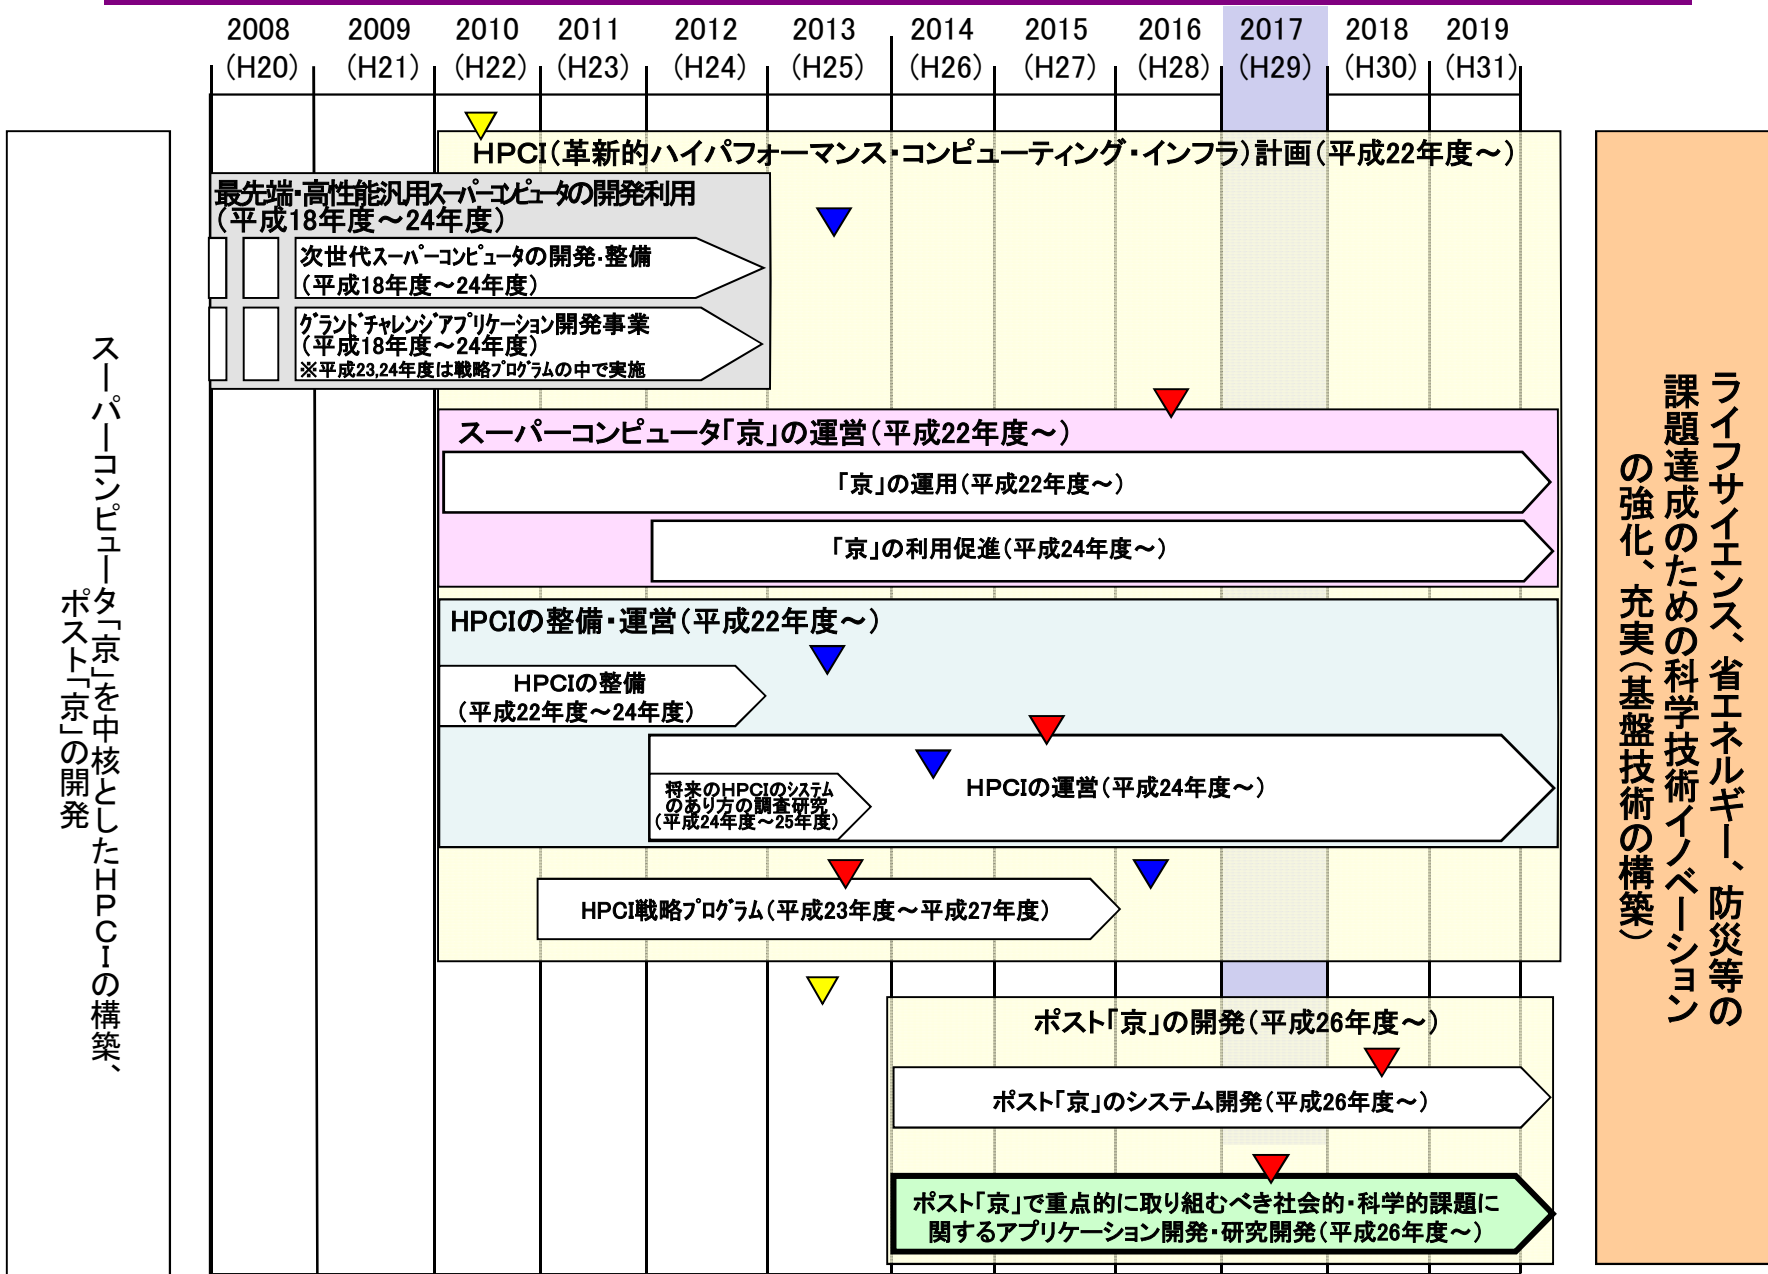 2008 2009 2010 2011 2012 2013 2014 2015 2016 2017 2018 2019
(H20) (H21) (H22) (H23) (H24) (H25) (H26) (H27) (H28) (H29) (H30) (H31)
スーパーコンピュータ「京」を中核としたHPCIの構築、
ポスト「京」の開発
HPCI(革新的ハイパフォーマンス・コンピューティング・インフラ)計画(平成22年度～)
最先端・高性能汎用スーパーコンピュータの開発利用
(平成18年度～24年度)
次世代スーパーコンピュータの開発・整備
(平成18年度～24年度)
グランドチャレンジアプリケーション開発事業
(平成18年度～24年度)
※平成23,24年度は戦略プログラムの中で実施
スーパーコンピュータ「京」の運営(平成22年度～)
「京」の運用(平成22年度～)
「京」の利用促進(平成24年度～)
HPCIの整備・運営(平成22年度～)
HPCIの整備
(平成22年度～24年度)
HPCIの運営(平成24年度～)
将来のHPCIのシステム
のあり方の調査研究
(平成24年度～25年度)
HPCI戦略プログラム(平成23年度～平成27年度)
ポスト「京」の開発(平成26年度～)
ポスト「京」のシステム開発(平成26年度～)
ポスト「京」で重点的に取り組むべき社会的・科学的課題に
関するアプリケーション開発・研究開発(平成26年度～)
ライフサイエンス、省エネルギー、防災等の
課題達成のための科学技術イノベーション
の強化、充実(基盤技術の構築)